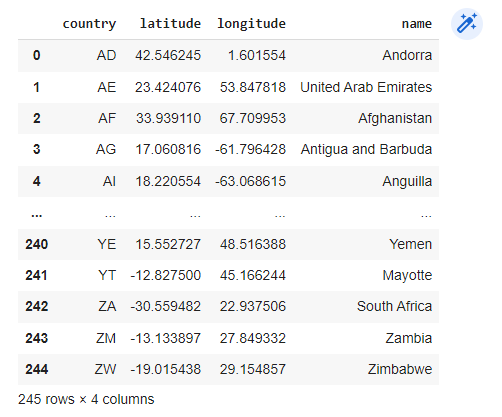 country latitude longitude name
0 AD 42.546245 1.601554 Andorra
1 AE 23.424076 53.847818 United Arab Emirates
2 AF 33.939110 67.709953 Afghanistan
3 AG 17.060816 -61.796428 Antigua and Barbuda
4 AI 18.220554 -63.068615 Anguilla
... ... ... ... ...
240 YE 15.552727 48.516388 Yemen
241 YT -12.827500 45.166244 Mayotte
242 ZA -30.559482 22.937506 South Africa
243 ZM -13.133897 27.849332 Zambia
244 ZW -19.015438 29.154857 Zimbabwe
245 rows × 4 columns